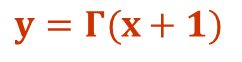 y = Γ(x + 1)